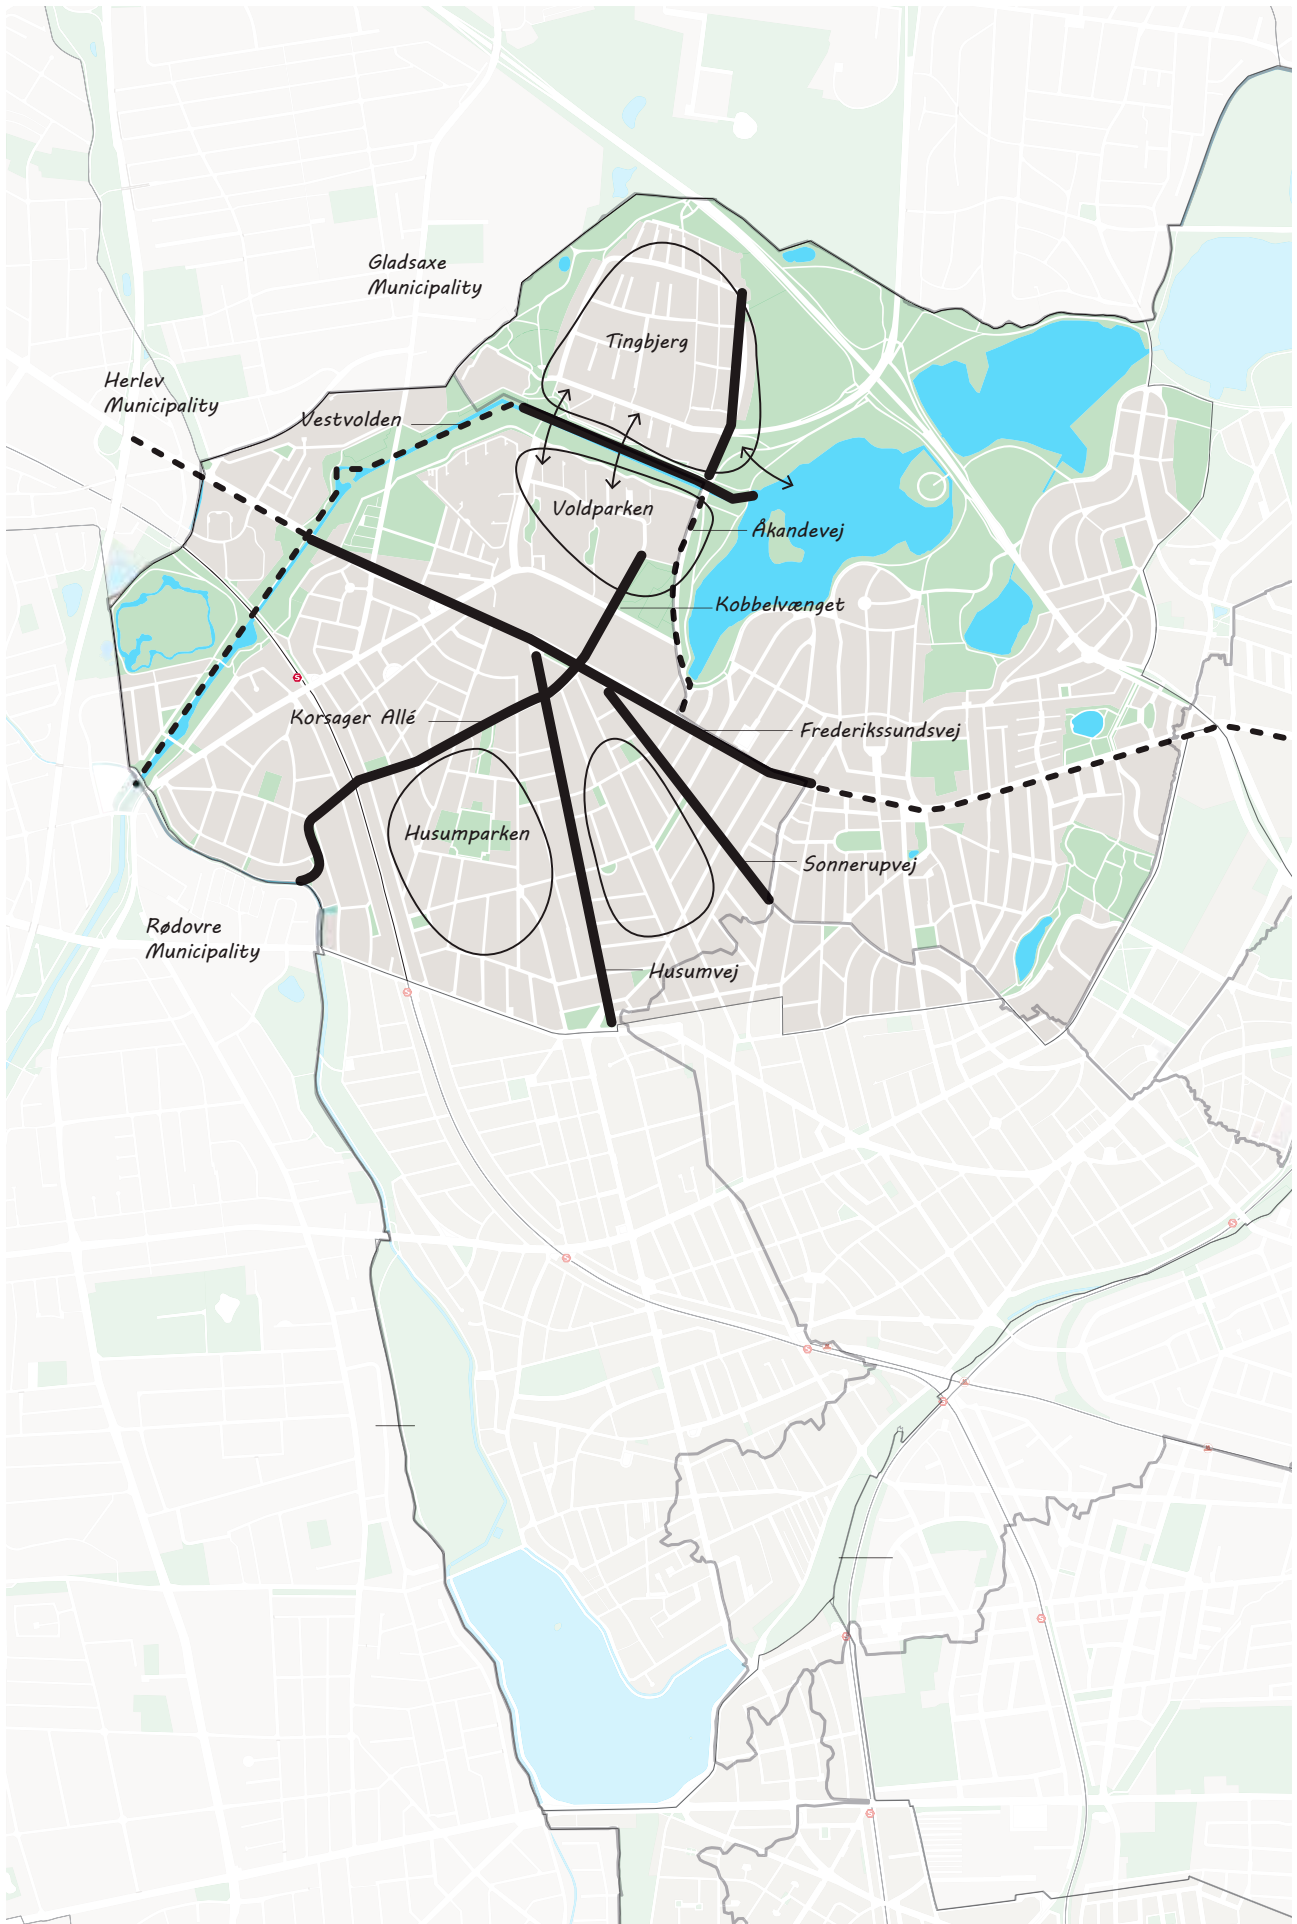 Gladsaxe
Municipality
Tingbjerg
Herlev
Municipality
Vestvolden
Voldparken
Åkandevej
Kobbelvænget
Korsager Allé
Frederikssundsvej
Husumparken
Sonnerupvej
Rødovre
Municipality
Husumvej